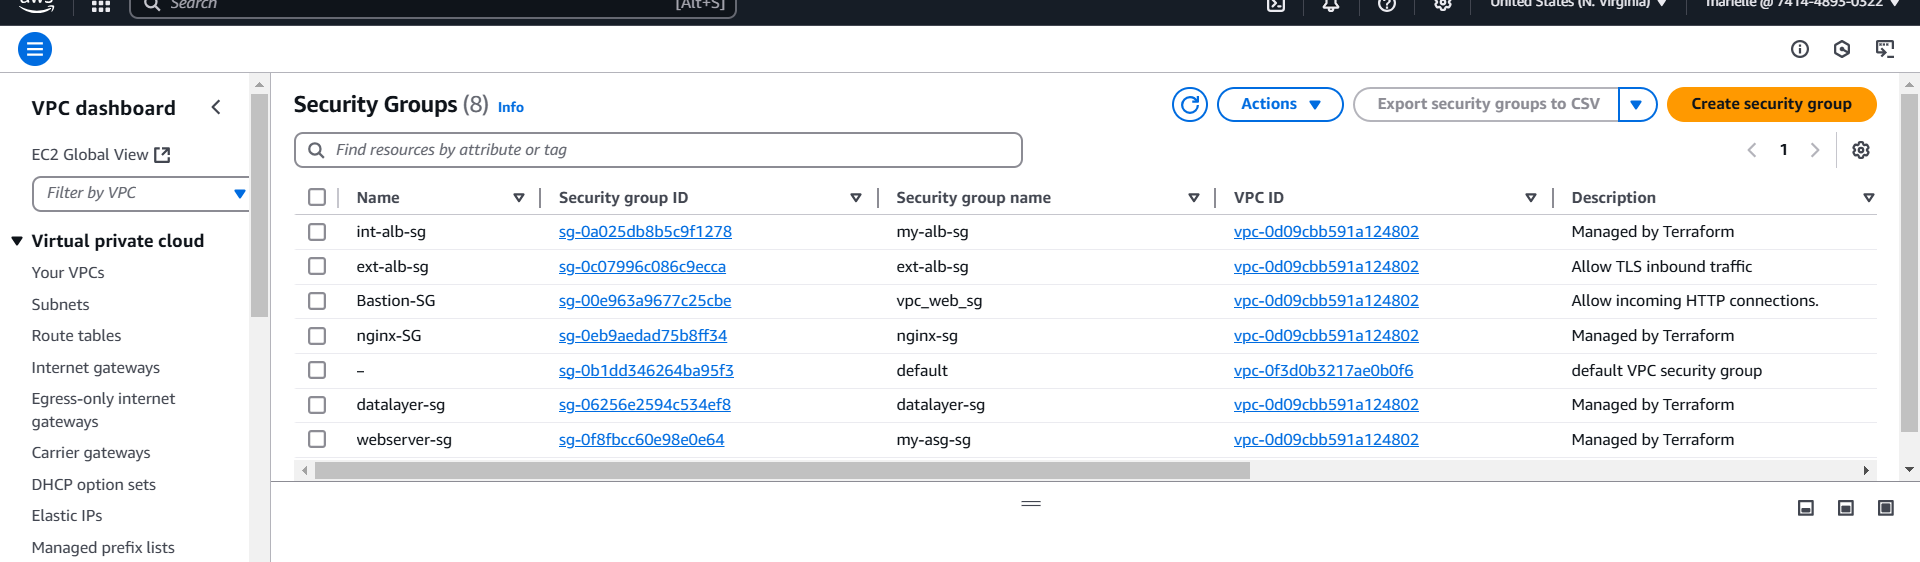 aws
Search
[Alt+S]
United States (N. Virginia)
marielle @ 7414-4893-0322
VPC dashboard
EC2 Global View
Filter by VPC
Virtual private cloud
Your VPCs
Subnets
Route tables
Internet gateways
Egress-only internet
gateways
Carrier gateways
DHCP option sets
Elastic IPs
Managed prefix lists
Security Groups (8) Info
Actions
Export security groups to CSV
Create security group
Find resources by attribute or tag
1
Name Security group ID Security group name VPC ID Description
int-alb-sg sg-0a025db8b5c9f1278 my-alb-sg vpc-0d09cbb591a124802 Managed by Terraform
ext-alb-sg sg-0c07996c086c9ecca ext-alb-sg vpc-0d09cbb591a124802 Allow TLS inbound traffic
Bastion-SG sg-00e963a9677c25cbe vpc_web_sg vpc-0d09cbb591a124802 Allow incoming HTTP connections.
nginx-SG sg-0eb9aedad75b8ff34 nginx-sg vpc-0d09cbb591a124802 Managed by Terraform
– sg-0b1dd346264ba95f3 default vpc-0f3d0b3217ae0b0f6 default VPC security group
datalayer-sg sg-06256e2594c534ef8 datalayer-sg vpc-0d09cbb591a124802 Managed by Terraform
webserver-sg sg-0f8fbcc60e98e0e64 my-asg-sg vpc-0d09cbb591a124802 Managed by Terraform